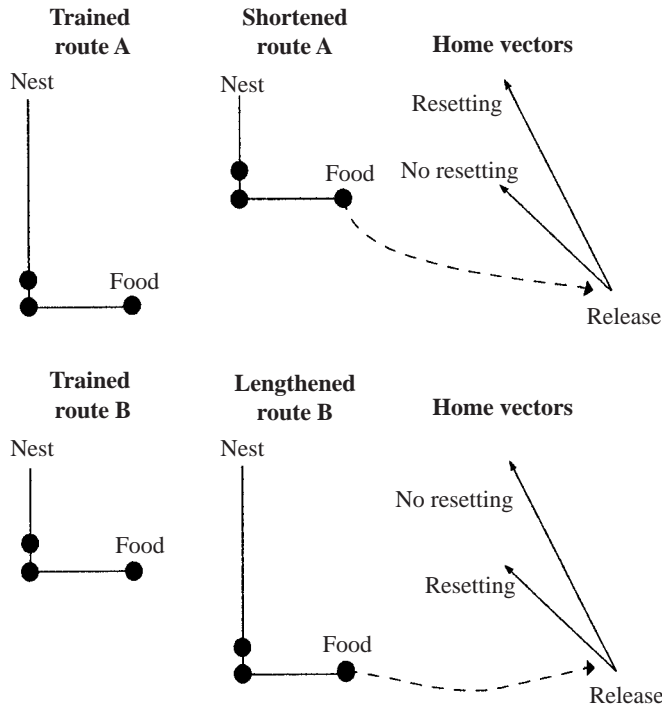 Trained
route A
Shortened
route A
Home vectors
Nest
Nest
Resetting
No resetting
Food
Food
Release
Trained
route B
Lengthened
route B
Home vectors
Nest
Nest
No resetting
Food
Resetting
Food
Release